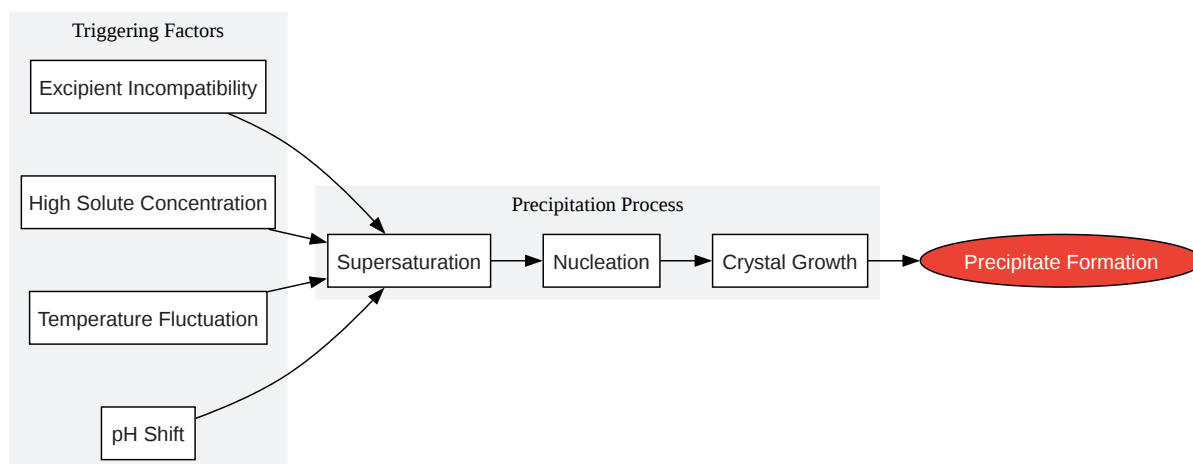 Triggering Factors
Excipient Incompatibility
High Solute Concentration
Temperature Fluctuation
pH Shift
Precipitation Process
Supersaturation
Nucleation
Crystal Growth
Precipitate Formation